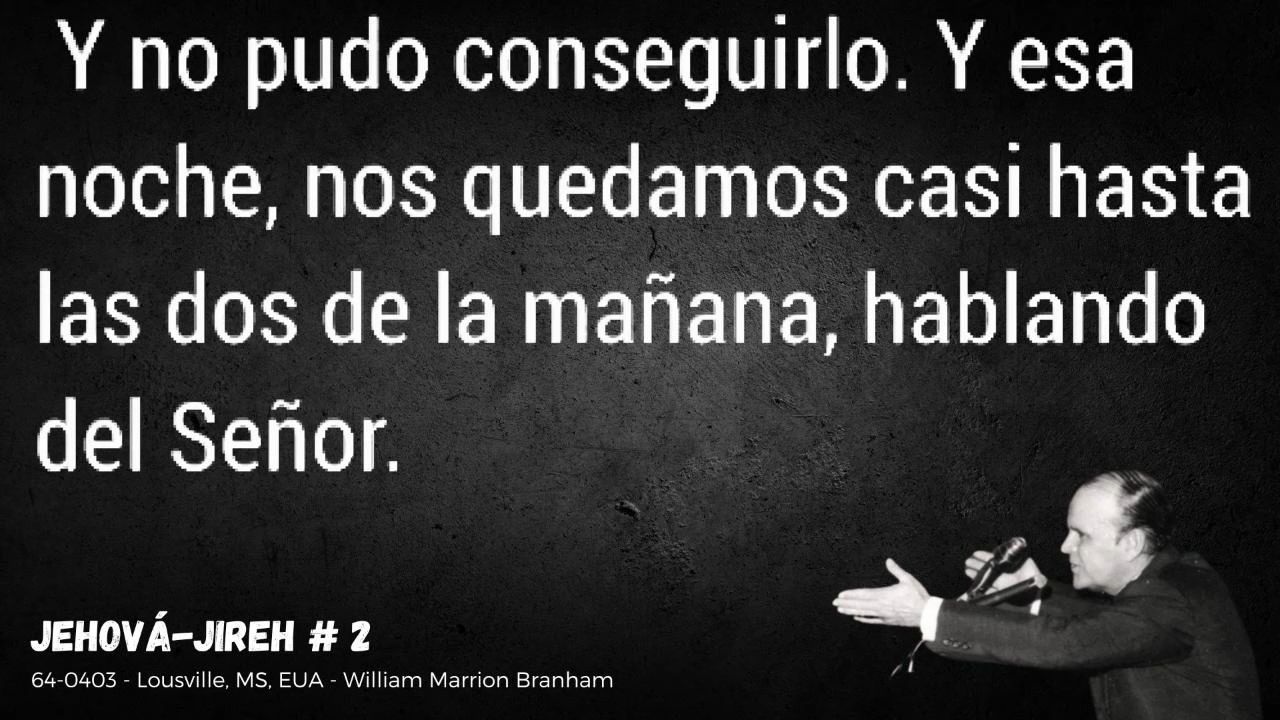 Y no pudo conseguirlo. Y esa
noche, nos quedamos casi hasta
las dos de la mañana, hablando
del Señor.
JEHOVÁ-JIREH # 2
64-0403 - Lousville, MS, EUA - William Marrion Branham